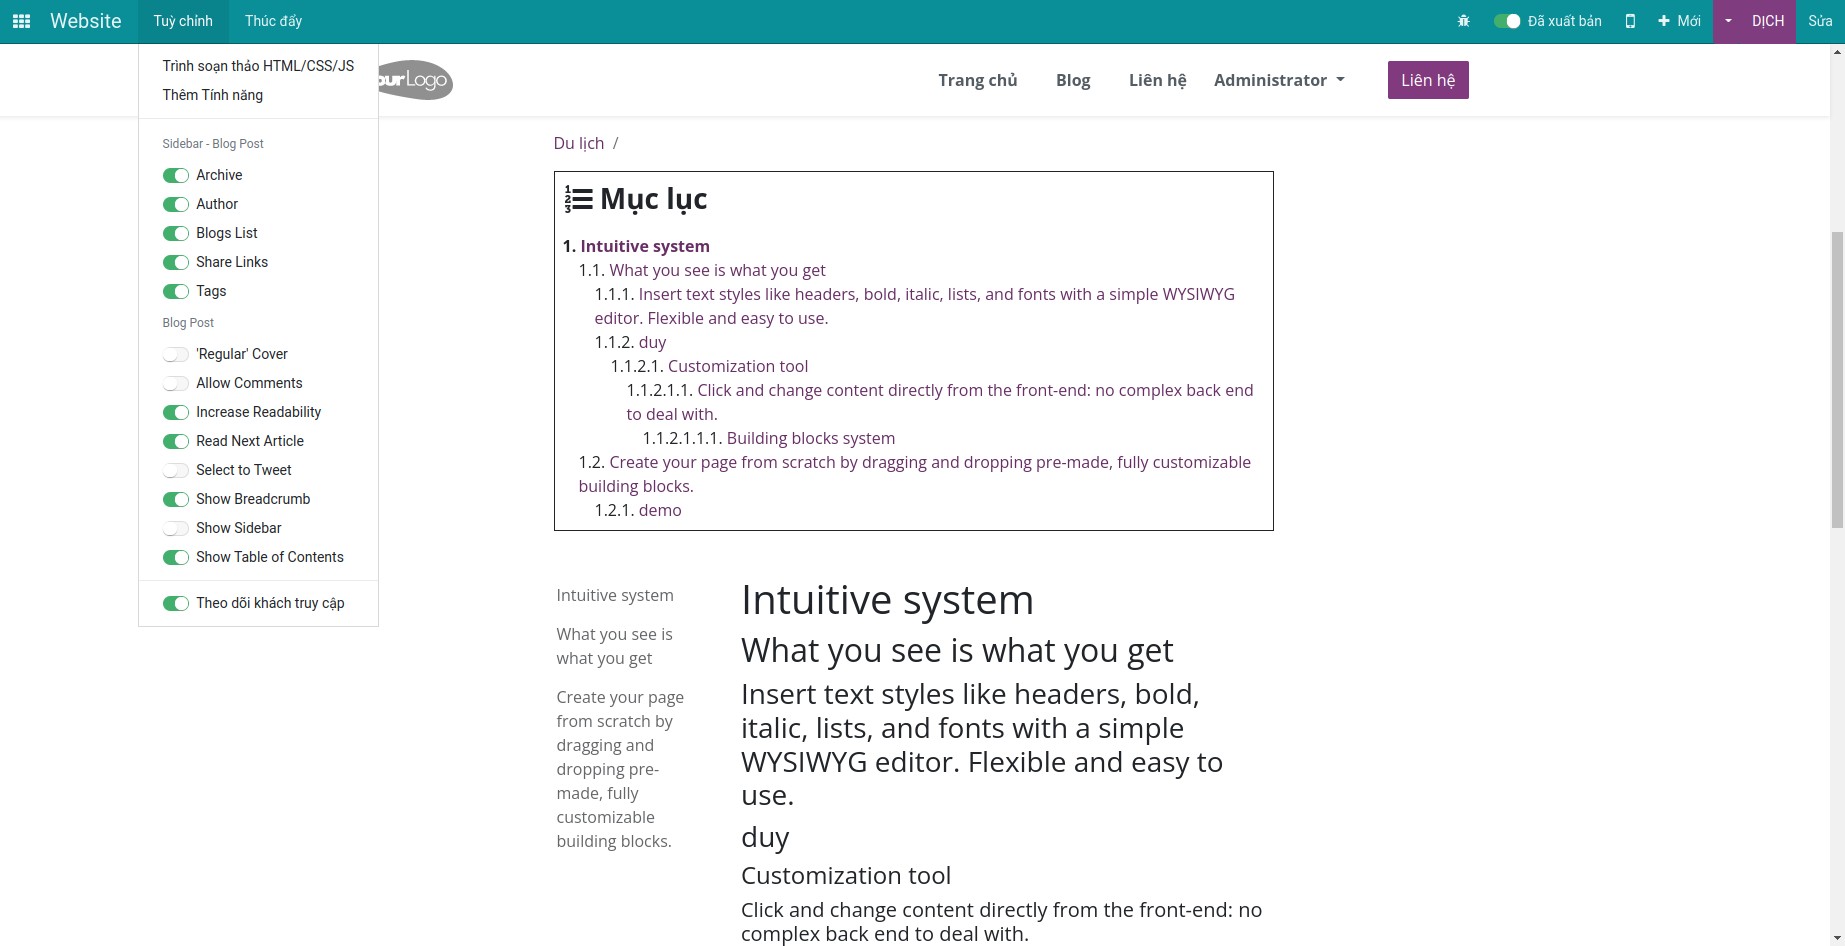 Website
Tuỳ chỉnh
Thúc đẩy
Đã xuất bản
Mới
DỊCH
Sửa
Trình soạn thảo HTML/CSS/JS
Thêm Tính năng
Sidebar - Blog Post
Archive
Author
Blogs List
Share Links
Tags
Blog Post
'Regular' Cover
Allow Comments
Increase Readability
Read Next Article
Select to Tweet
Show Breadcrumb
Show Sidebar
Show Table of Contents
Theo dõi khách truy cập
our Logo
Trang chủ
Blog
Liên hệ
Administrator
Liên hệ
Du lịch /
Mục lục
1. Intuitive system
1.1. What you see is what you get
1.1.1. Insert text styles like headers, bold, italic, lists, and fonts with a simple WYSIWYG
editor. Flexible and easy to use.
1.1.2. duy
1.1.2.1. Customization tool
1.1.2.1.1. Click and change content directly from the front-end: no complex back end
to deal with.
1.1.2.1.1.1. Building blocks system
1.2. Create your page from scratch by dragging and dropping pre-made, fully customizable
building blocks.
1.2.1. demo
Intuitive system
What you see is
what you get
Create your page
from scratch by
dragging and
dropping pre-
made, fully
customizable
building blocks.
Intuitive system
What you see is what you get
Insert text styles like headers, bold,
italic, lists, and fonts with a simple
WYSIWYG editor. Flexible and easy to
use.
duy
Customization tool
Click and change content directly from the front-end: no
complex back end to deal with.